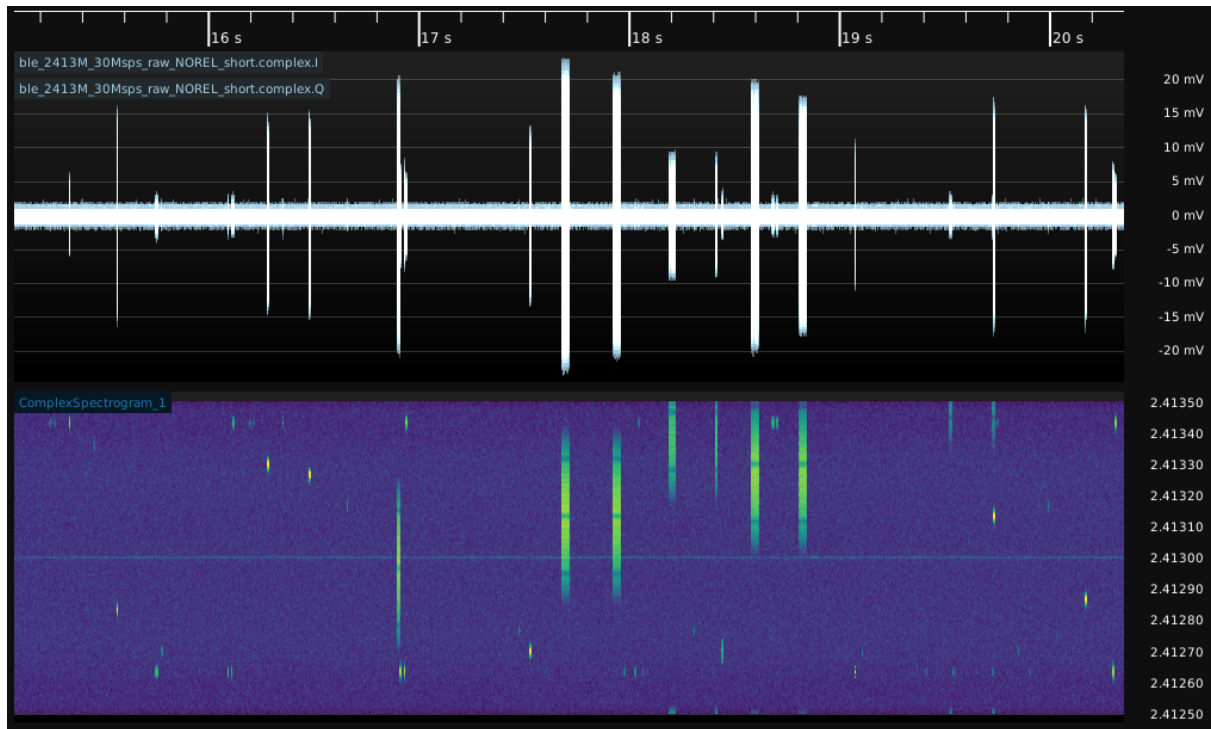 16 s 17 s 18 s 19 s 20 s
ble_2413M_30Msps_raw_NOREL_short.complex.I
ble_2413M_30Msps_raw_NOREL_short.complex.Q
20 mV
15 mV
10 mV
5 mV
0 mV
-5 mV
-10 mV
-15 mV
-20 mV
ComplexSpectrogram_1
2.41350
2.41340
2.41330
2.41320
2.41310
2.41300
2.41290
2.41280
2.41270
2.41260
2.41250